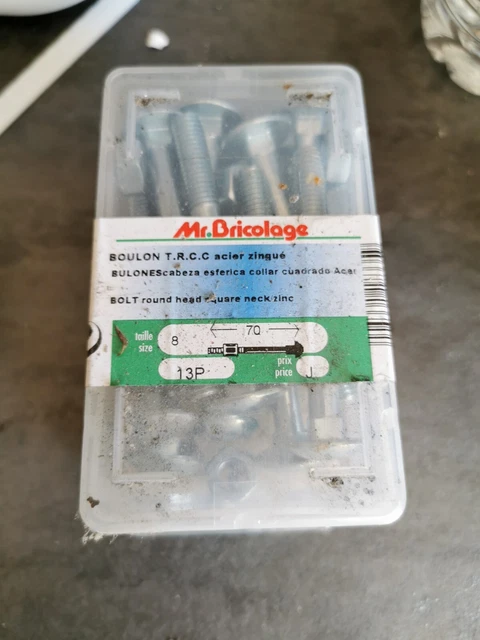 Mr.Bricolage
BOULON T.R.C.C acier zingué
BULONEScabeza esferica collar cuadrado Acer
BOLT round head square neck zinc
taille
size
8
70
13P
prix
price
J